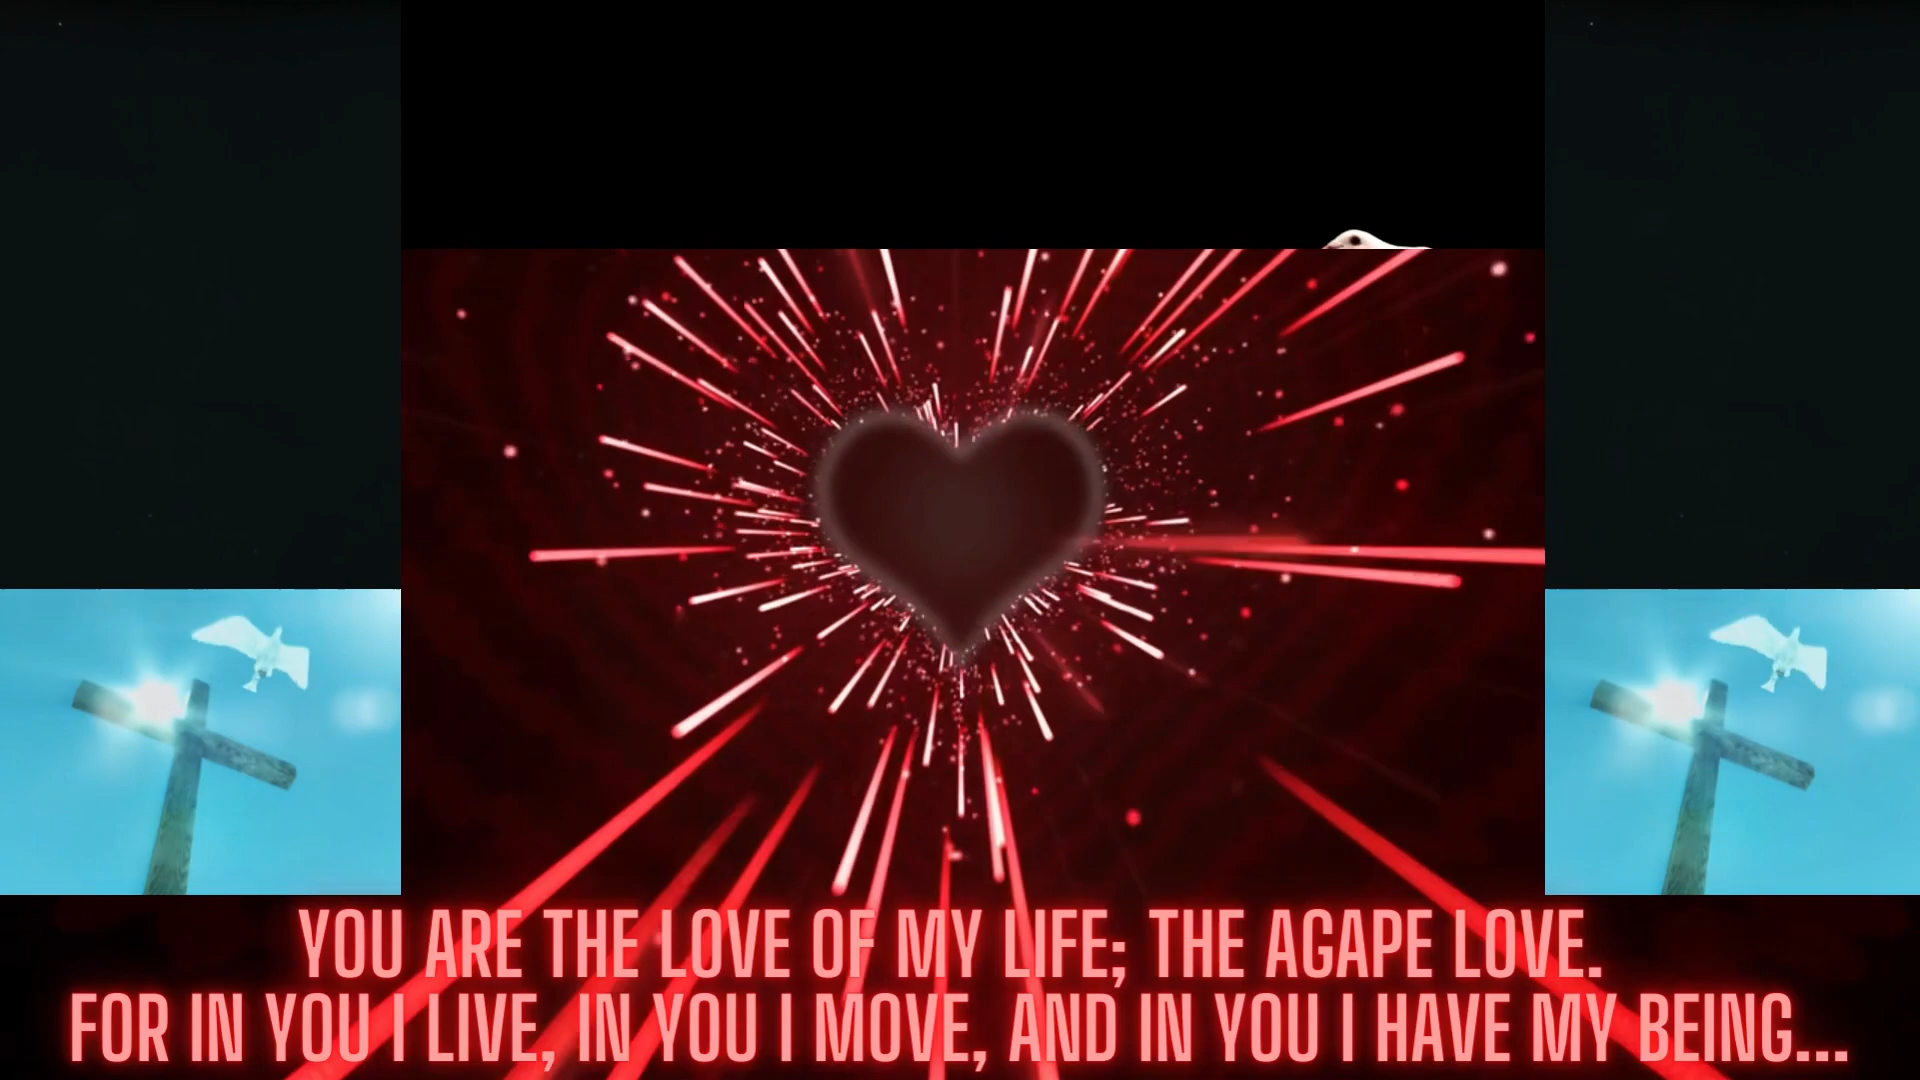 YOU ARE THE LOVE OF MY LIFE; THE AGAPE LOVE.
FOR IN YOU I LIVE, IN YOU I MOVE, AND IN YOU I HAVE MY BEING...